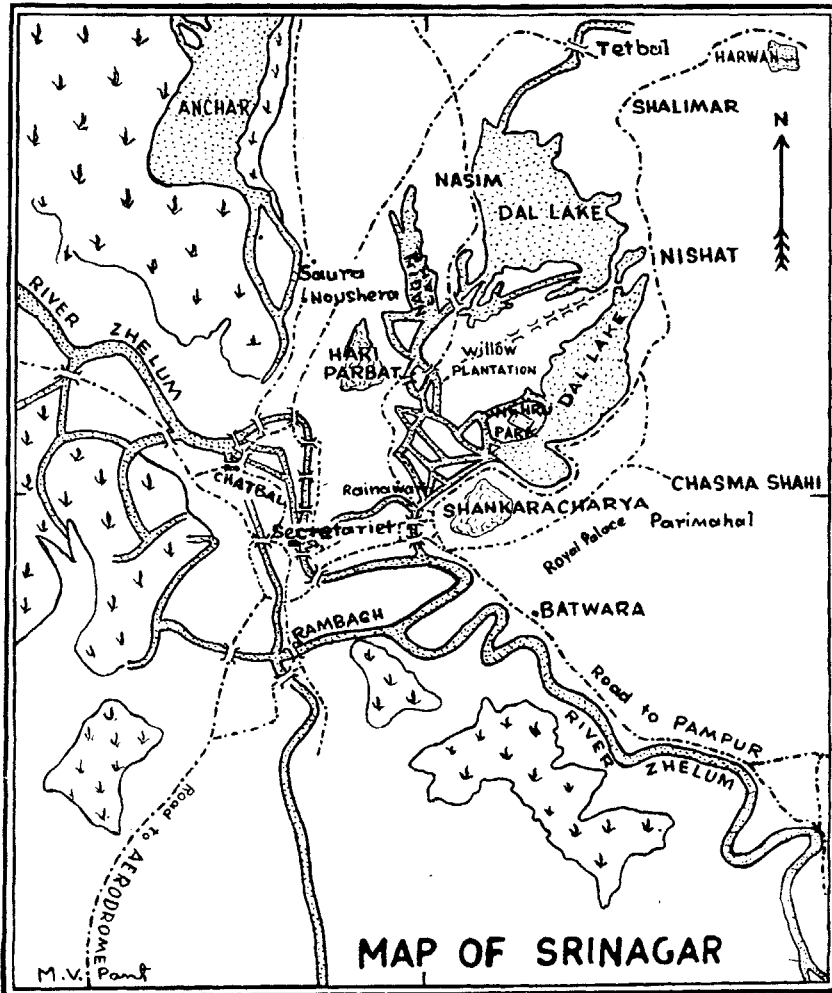 Tetbal
HARWAN
ANCHAR
SHALIMAR
N
NASIM
DAL LAKE
NISHAT
Saura
Noushera
RIVER ZHELUM
HARI
PARBAT
Willow
PLANTATION
DAL LAKE
PARK
CHATBAL
Rainawari
CHASMA SHAHI
SHANKARACHARYA
Secretariet
Royal Palace
Parimahal
BATWARA
RAMBAGH
Road to PAMPUR
RIVER ZHELUM
Road to AERODROME
MAP OF SRINAGAR
M.V. Pant